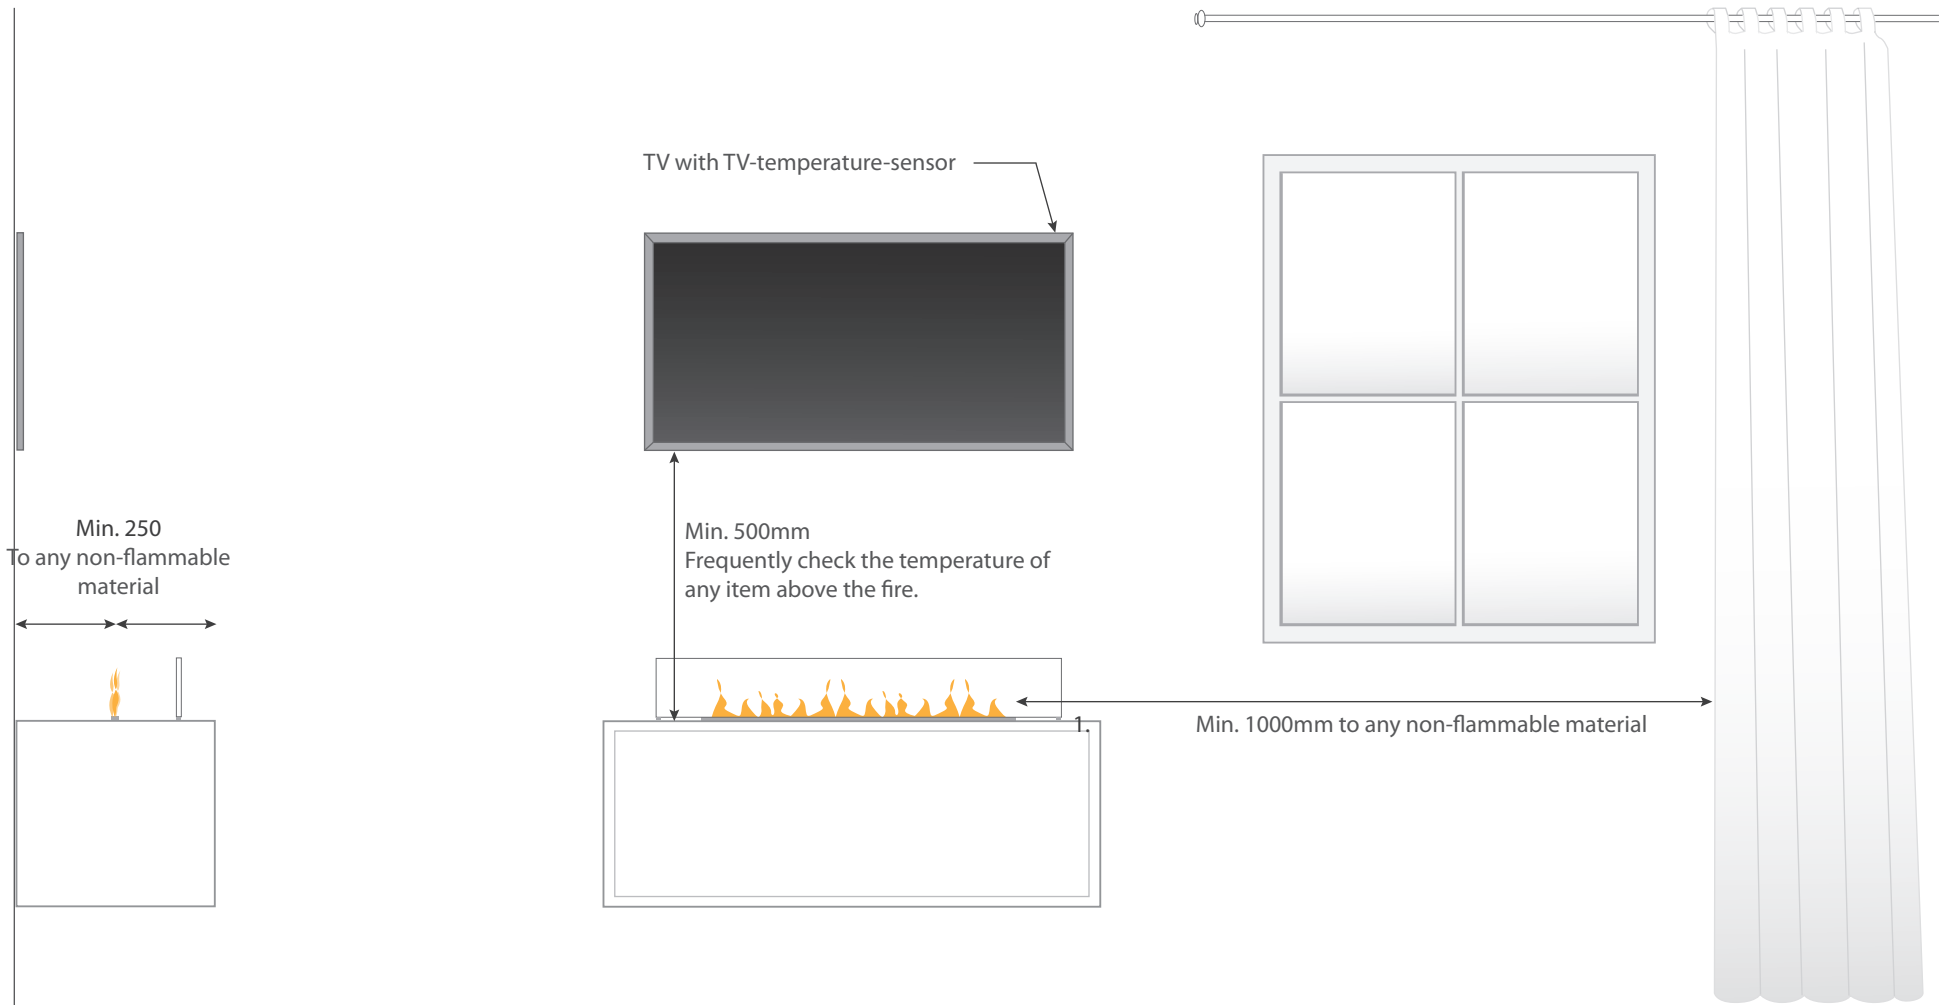 TV with TV-temperature-sensor
Min. 250
To any non-flammable
material
Min. 500mm
Frequently check the temperature of
any item above the fire.
1.
Min. 1000mm to any non-flammable material